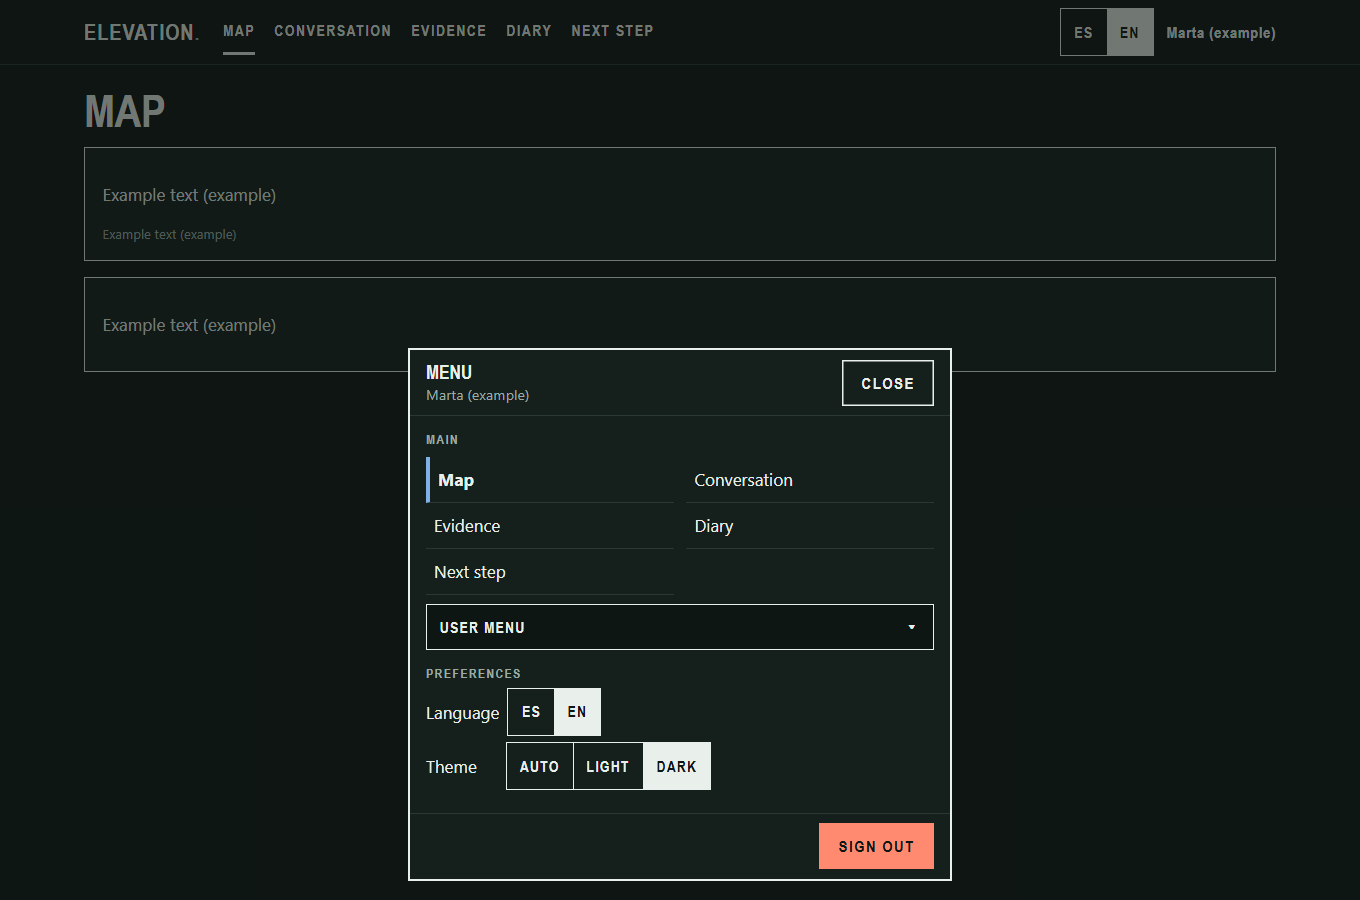 ELEVATION. MAP CONVERSATION EVIDENCE DIARY NEXT STEP ES EN Marta (example)
MAP
Example text (example)
Example text (example)
Example text (example)
MENU
Marta (example)
CLOSE
MAIN
Map Conversation
Evidence Diary
Next step
USER MENU
PREFERENCES
Language ES EN
Theme AUTO LIGHT DARK
SIGN OUT